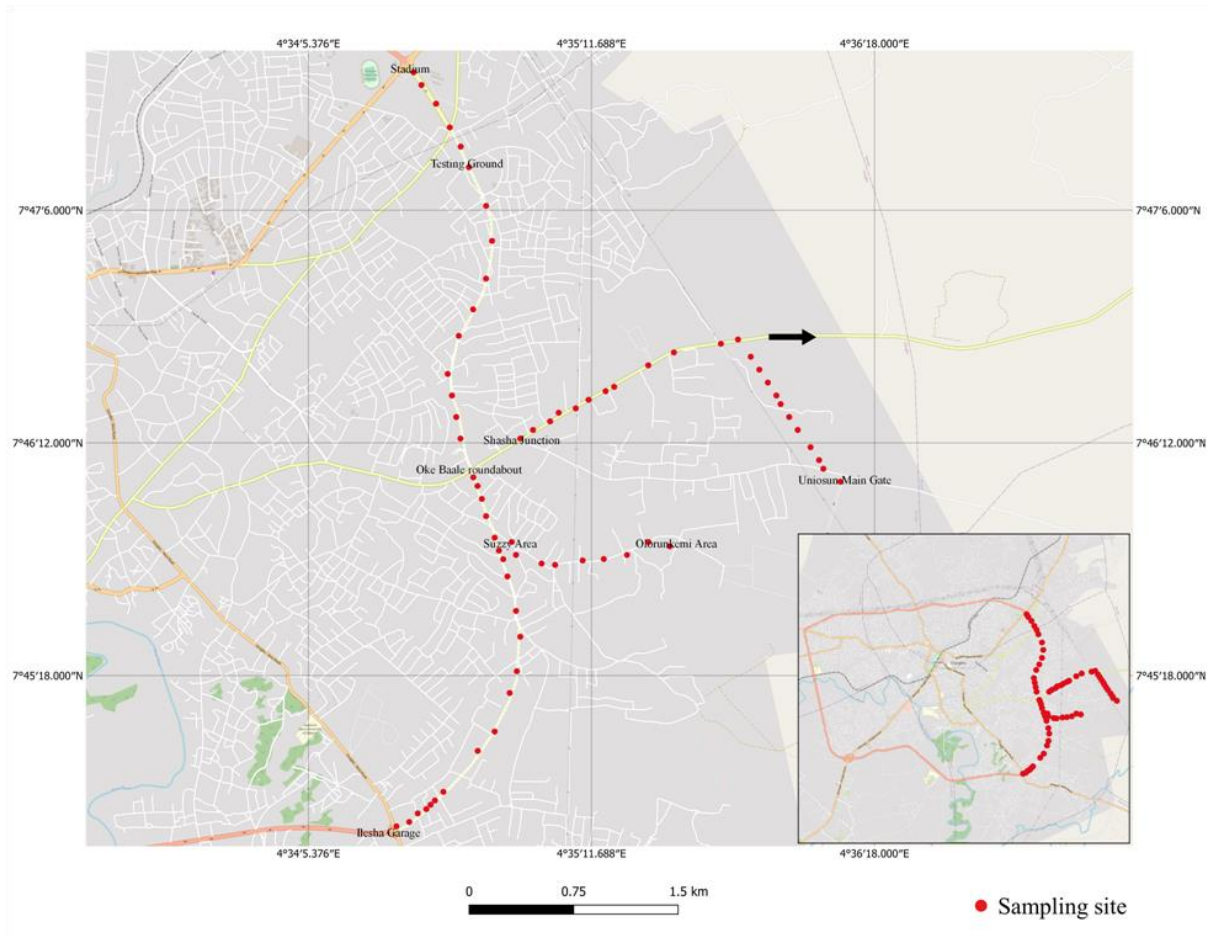 4°34′5.376″E 4°35′11.688″E 4°36′18.000″E
Stadium
Testing Ground
7°47′6.000″N 7°47′6.000″N
Shasha Junction
7°46′12.000″N 7°46′12.000″N
Oke Baale roundabout
Uniosun Main Gate
Suzzy Area Olorunkemi Area
7°45′18.000″N 7°45′18.000″N
Ilesha Garage
4°34′5.376″E 4°35′11.688″E 4°36′18.000″E
0 0.75 1.5 km
Sampling site